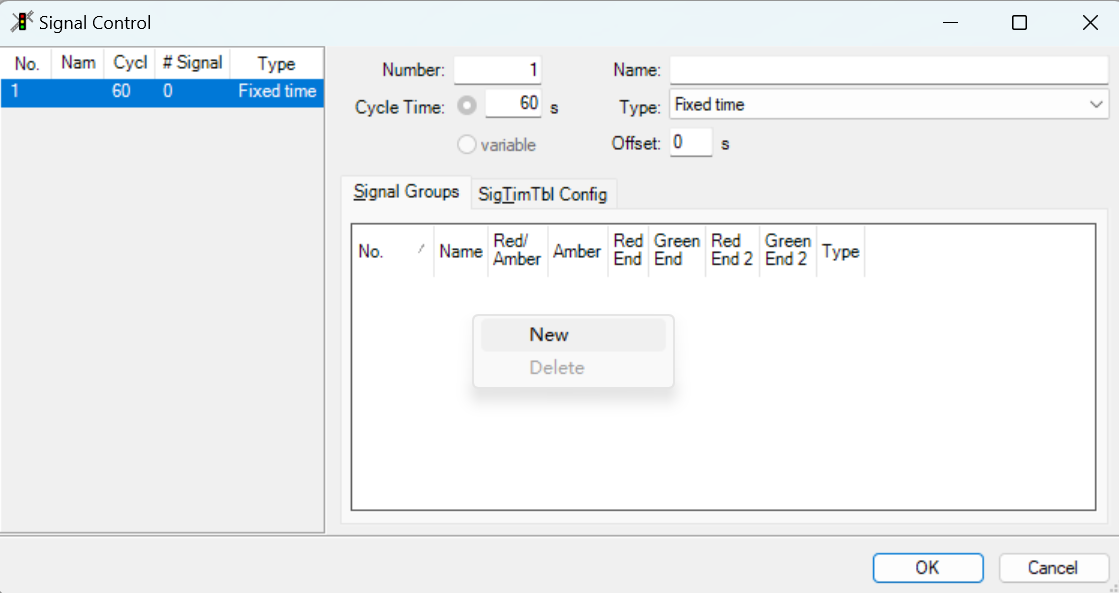 Signal Control
No. Nam Cycl # Signal Type
1 60 0 Fixed time
Number: 1 Name:
Cycle Time: 60 s Type: Fixed time
variable Offset: 0 s
Signal Groups SigTimTbl Config
No. Name Red/ Amber Amber Red End Green End Red End 2 Green End 2 Type
New
Delete
OK Cancel